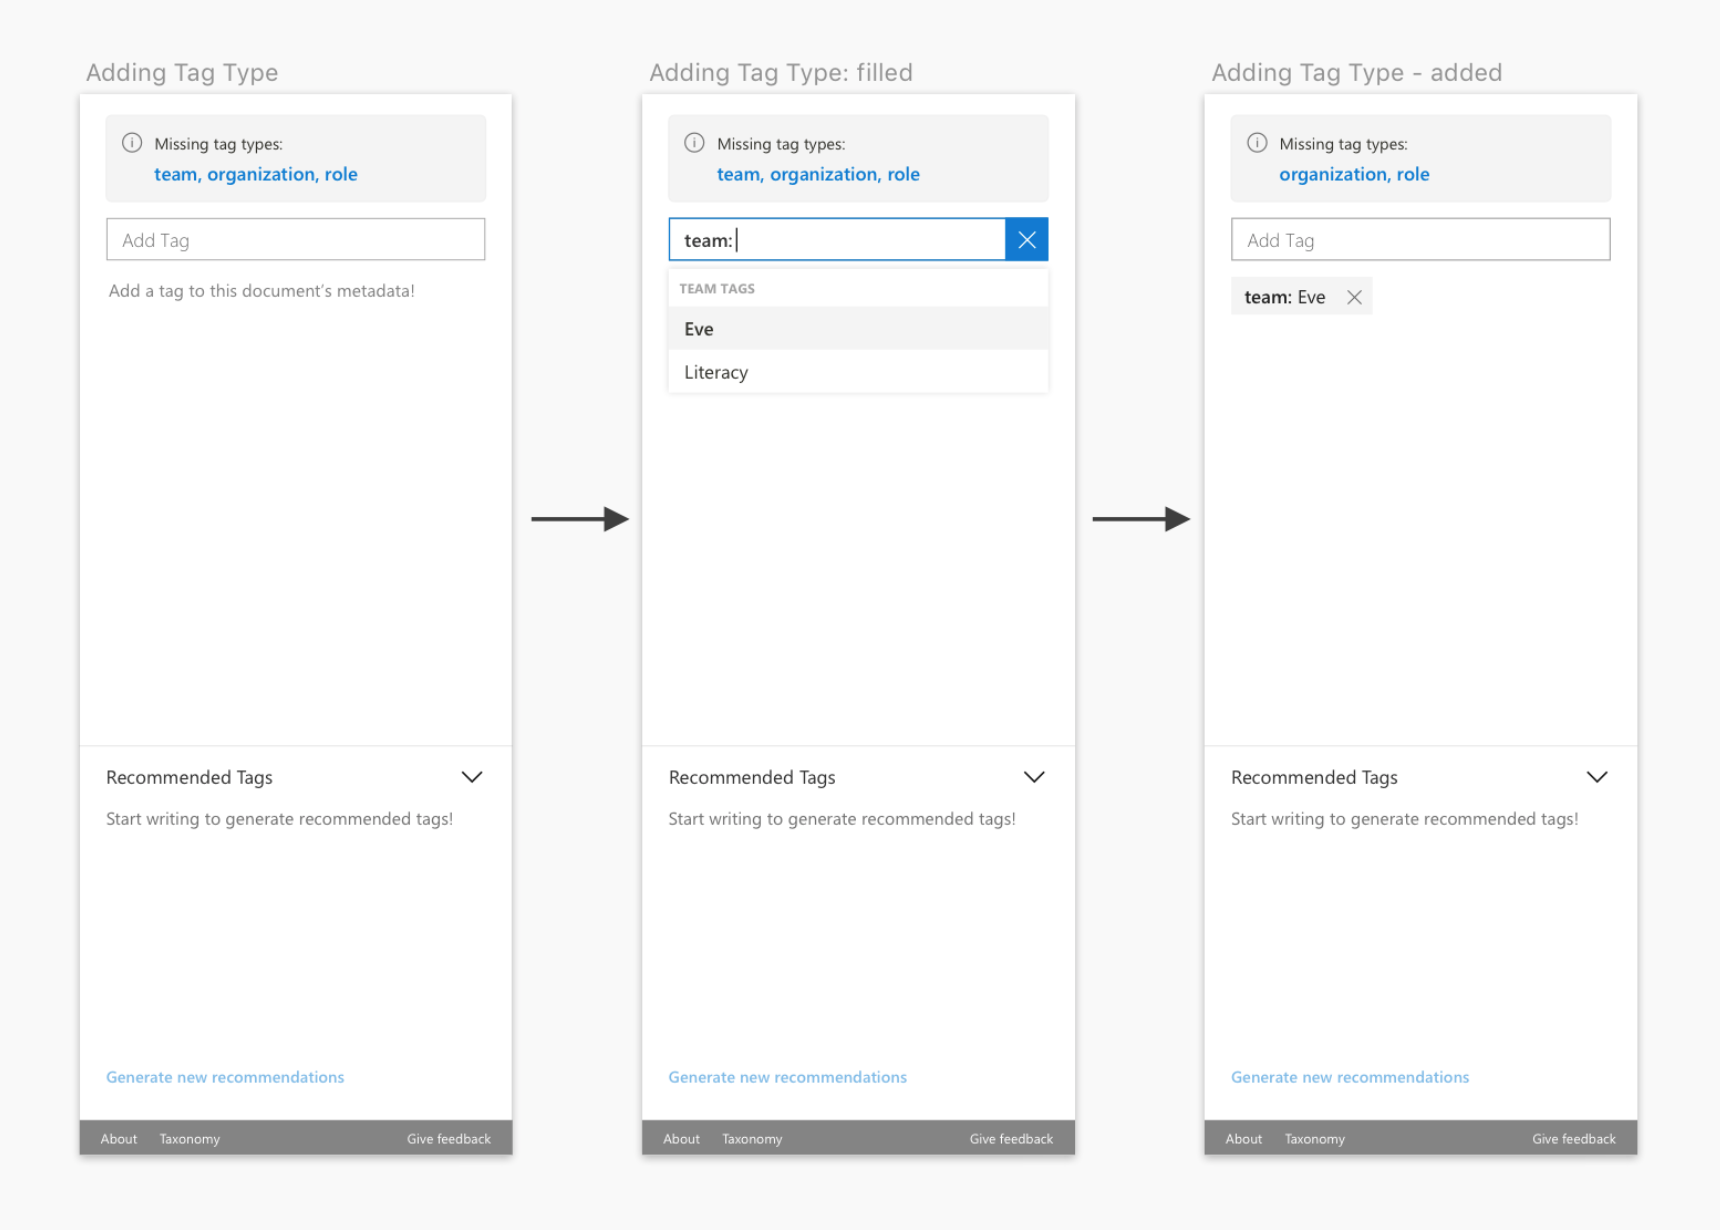 Adding Tag Type
Missing tag types:
team, organization, role
Add Tag
Add a tag to this document's metadata!
Recommended Tags
Start writing to generate recommended tags!
Generate new recommendations
About Taxonomy Give feedback
Adding Tag Type: filled
Missing tag types:
team, organization, role
team:
TEAM TAGS
Eve
Literacy
Recommended Tags
Start writing to generate recommended tags!
Generate new recommendations
About Taxonomy Give feedback
Adding Tag Type - added
Missing tag types:
organization, role
Add Tag
team: Eve
Recommended Tags
Start writing to generate recommended tags!
Generate new recommendations
About Taxonomy Give feedback